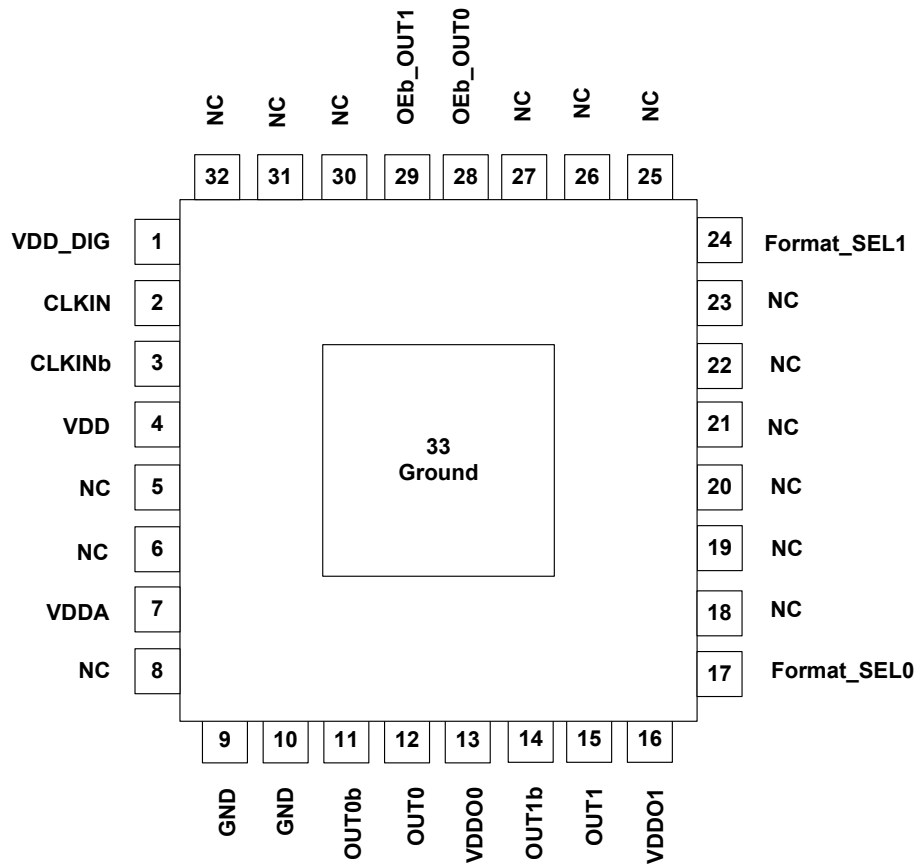 NC
NC
NC
OEb_OUT1
OEb_OUT0
NC
NC
NC
32
31
30
29
28
27
26
25
VDD_DIG
1
CLKIN
2
CLKINb
3
VDD
4
NC
5
NC
6
VDDA
7
NC
8
33
Ground
24
Format_SEL1
23
NC
22
NC
21
NC
20
NC
19
NC
18
NC
17
Format_SEL0
9
10
11
12
13
14
15
16
GND
GND
OUT0b
OUT0
VDDO0
OUT1b
OUT1
VDDO1